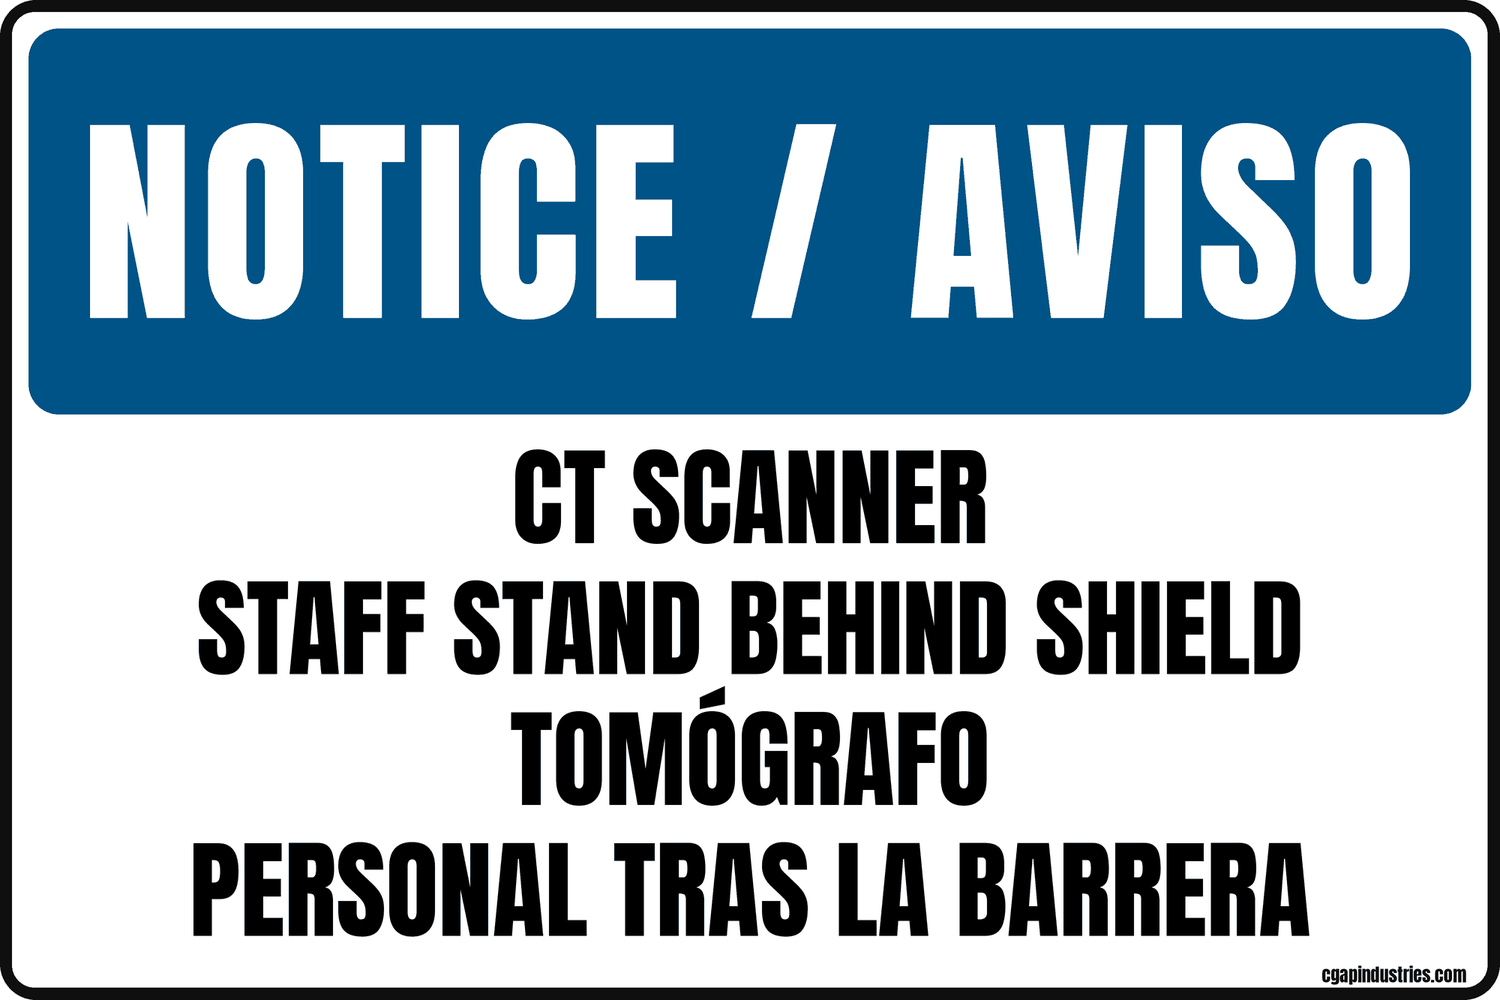 NOTICE / AVISO
CT SCANNER
STAFF STAND BEHIND SHIELD
TOMÓGRAFO
PERSONAL TRAS LA BARRERA
cgapindustries.com